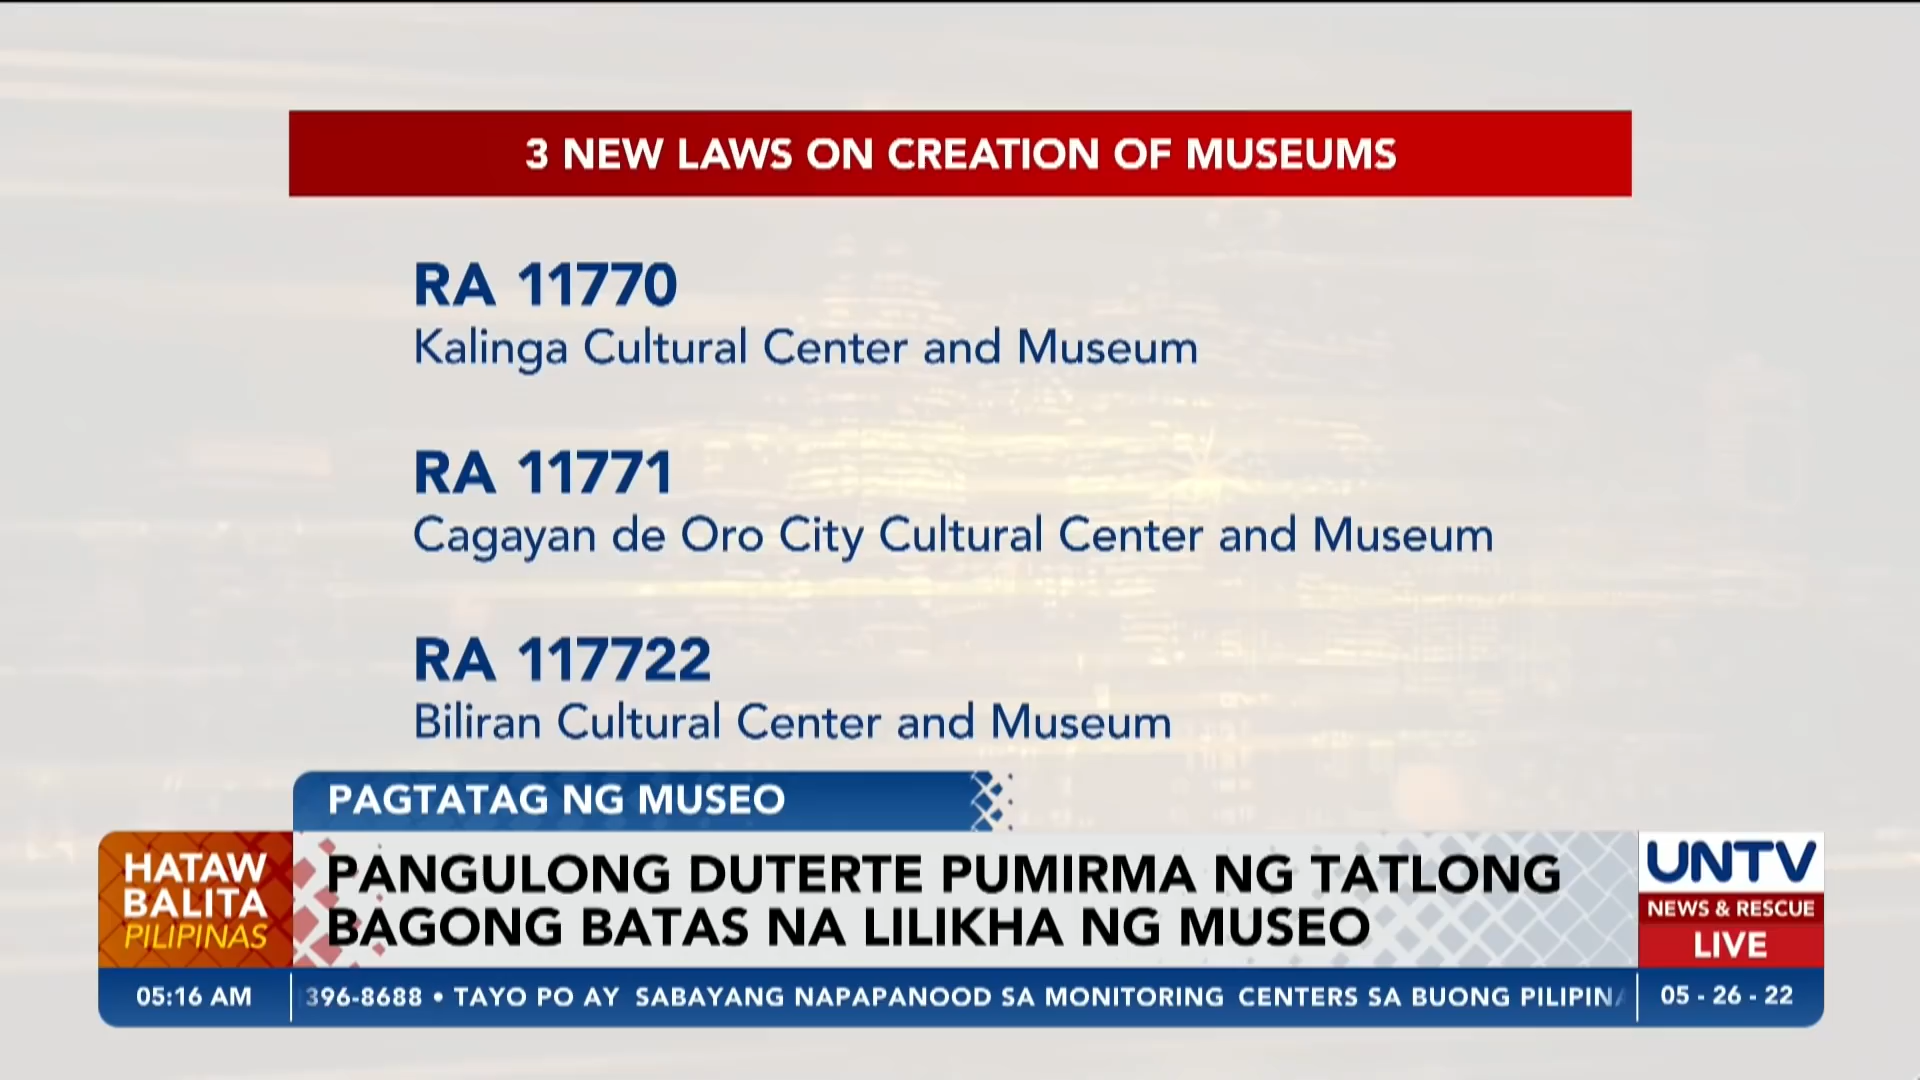 3 NEW LAWS ON CREATION OF MUSEUMS
RA 11770
Kalinga Cultural Center and Museum
RA 11771
Cagayan de Oro City Cultural Center and Museum
RA 117722
Biliran Cultural Center and Museum
PAGTATAG NG MUSEO
HATAW
BALITA
PILIPINAS
PANGULONG DUTERTE PUMIRMA NG TATLONG
BAGONG BATAS NA LILIKHA NG MUSEO
UNTV
NEWS & RESCUE
LIVE
05:16 AM
396-8688 • TAYO PO AY SABAYANG NAPAPANOOD SA MONITORING CENTERS SA BUONG PILIPINA
05 - 26 - 22